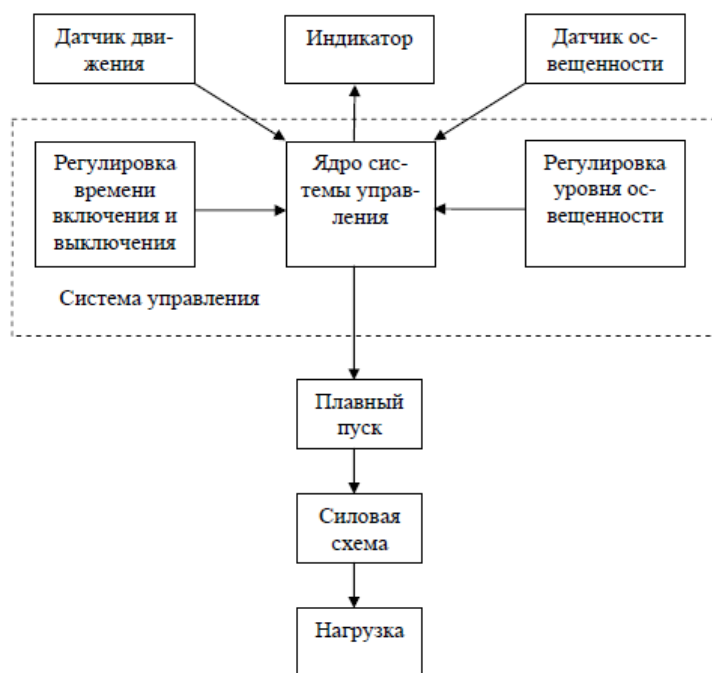 Датчик дви-
жения
Индикатор
Датчик ос-
вещенности
Регулировка
времени
включения и
выключения
Ядро сис-
темы управ-
ления
Регулировка
уровня ос-
вещенности
Система управления
Плавный
пуск
Силовая
схема
Нагрузка